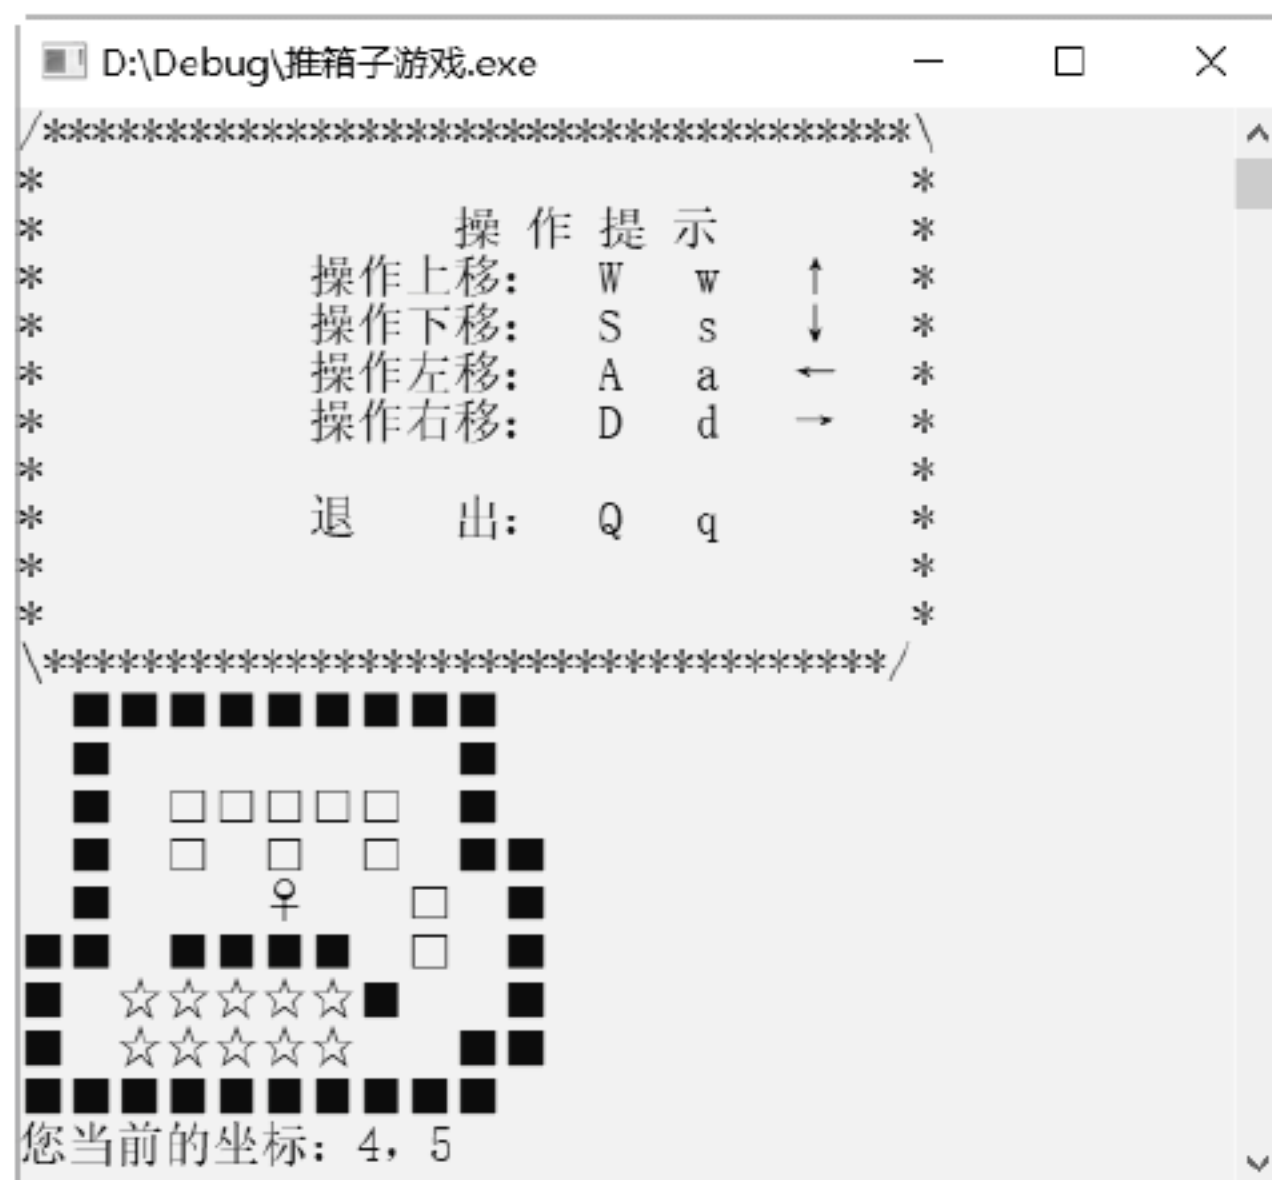 D:\Debug\推箱子游戏.exe
/************************************\
*                                    *
*                 操 作 提 示        *
*           操作上移:   W   w   ↑    *
*           操作下移:   S   s   ↓    *
*           操作左移:   A   a   ←    *
*           操作右移:   D   d   →    *
*                                    *
*           退    出:   Q   q        *
*                                    *
*                                    *
\***********************************/
  ■■■■■■■■■
  ■              ■
  ■  □□□□□  ■
  ■  □  □  □  ■■
  ■      ♀    □  ■
■■  ■■■■  □  ■
■  ☆☆☆☆☆■    ■
■  ☆☆☆☆☆    ■■
■■■■■■■■■■
您当前的坐标:4,5